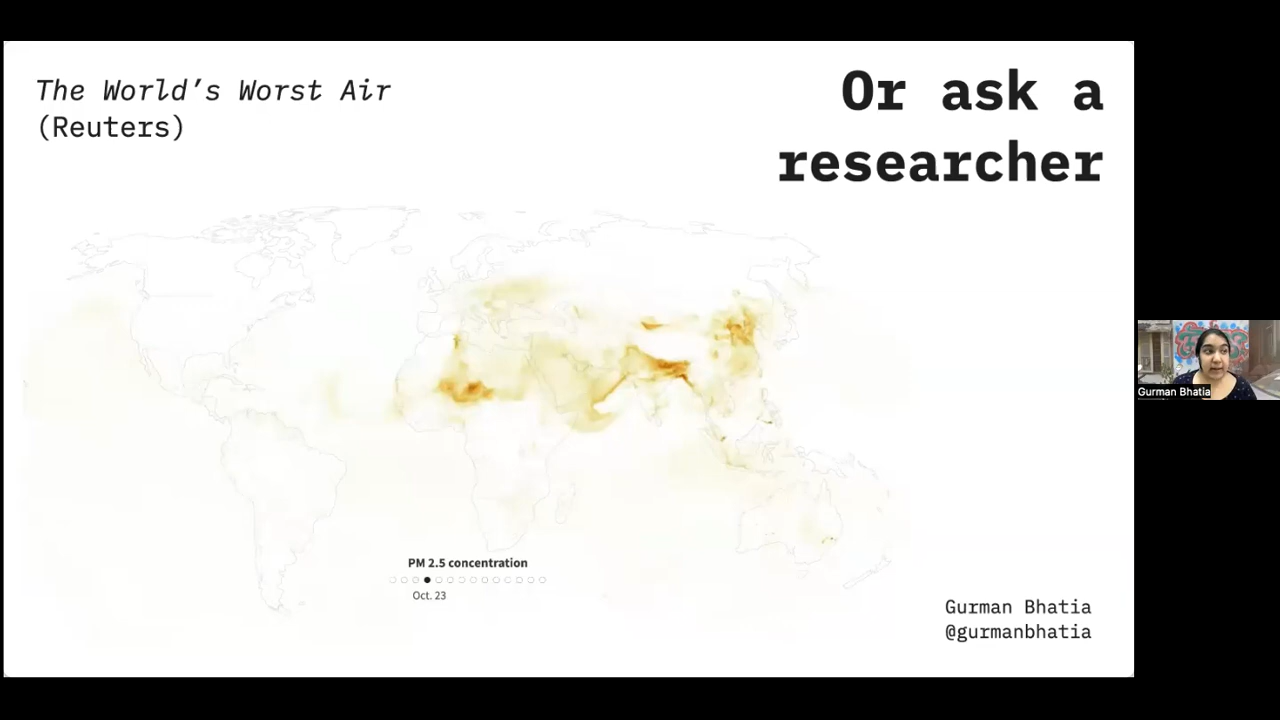 The World's Worst Air
(Reuters)
Or ask a
researcher
PM 2.5 concentration
Oct. 23
Gurman Bhatia
@gurmanbhatia
Gurman Bhatia